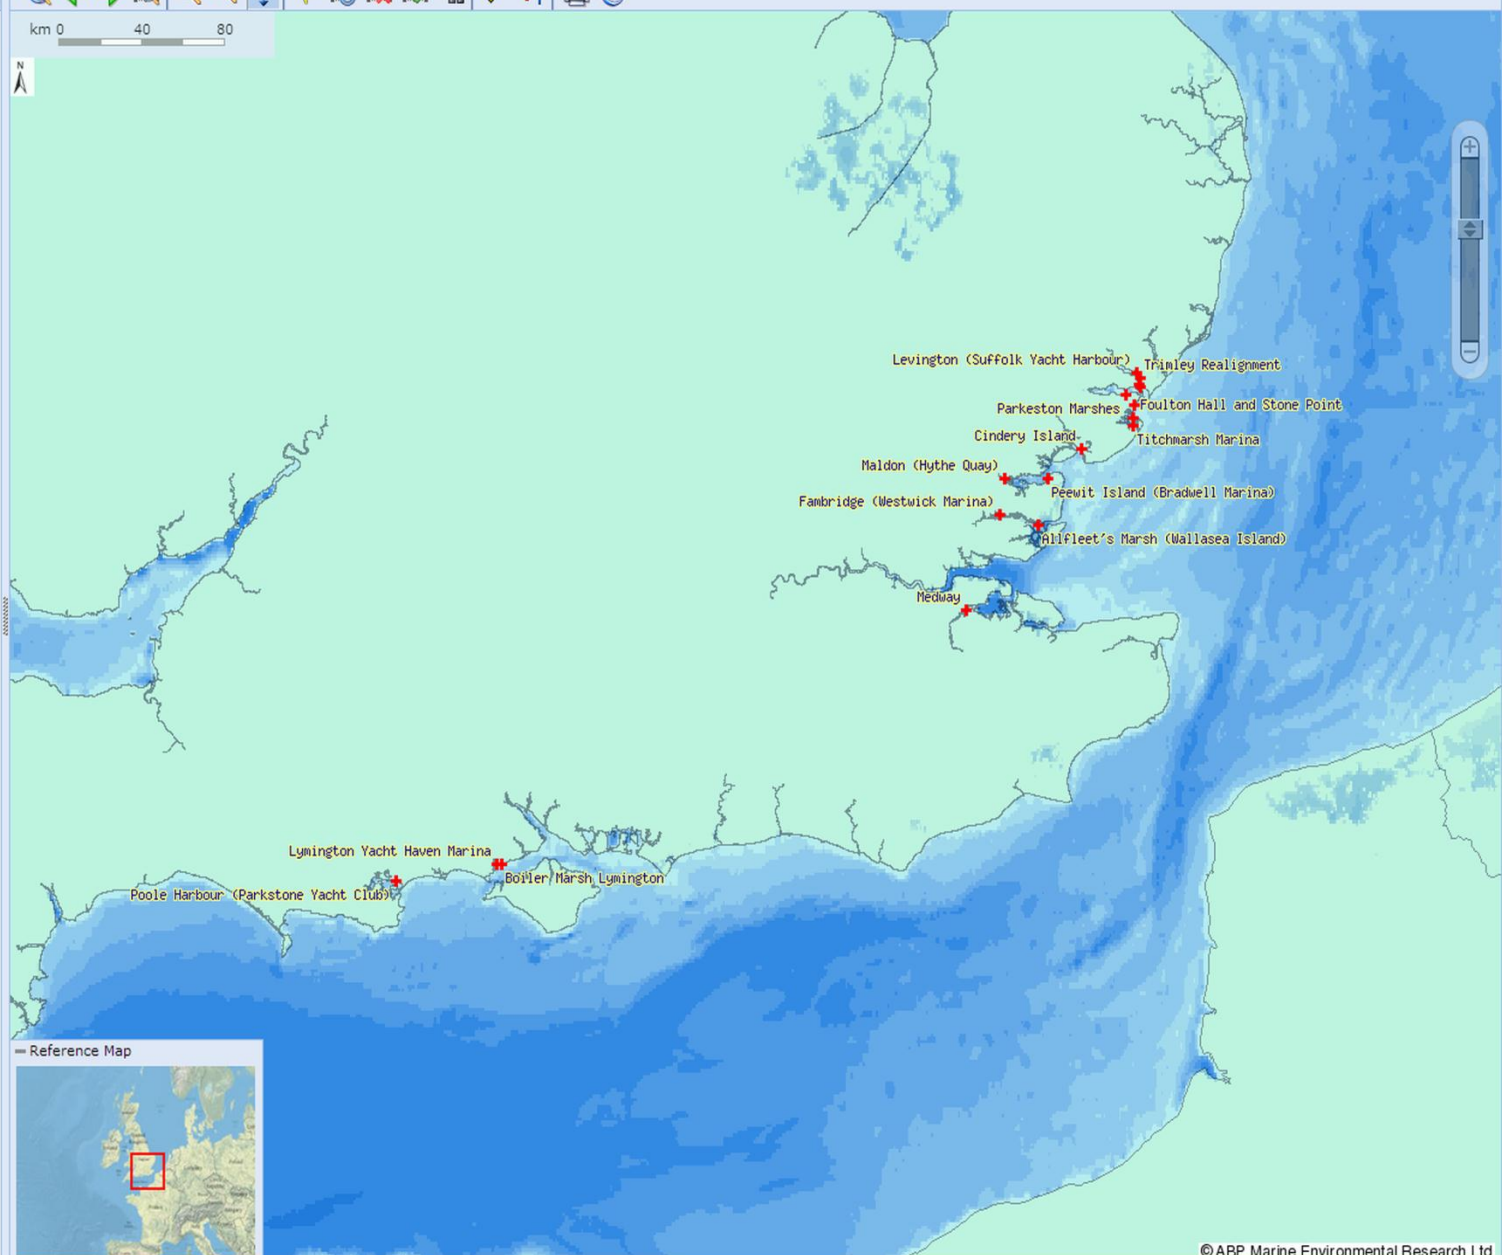 km 0 40 80
N
Levington (Suffolk Yacht Harbour)
Trimley Realignment
Parkeston Marshes
Foulton Hall and Stone Point
Cindery Island
Titchmarsh Marina
Maldon (Hythe Quay)
Peewit Island (Bradwell Marina)
Fambridge (Westwick Marina)
Allfleet's Marsh (Wallasea Island)
Medway
Lymington Yacht Haven Marina
Boiler Marsh Lymington
Poole Harbour (Parkstone Yacht Club)
Reference Map
© ABP Marine Environmental Research Ltd